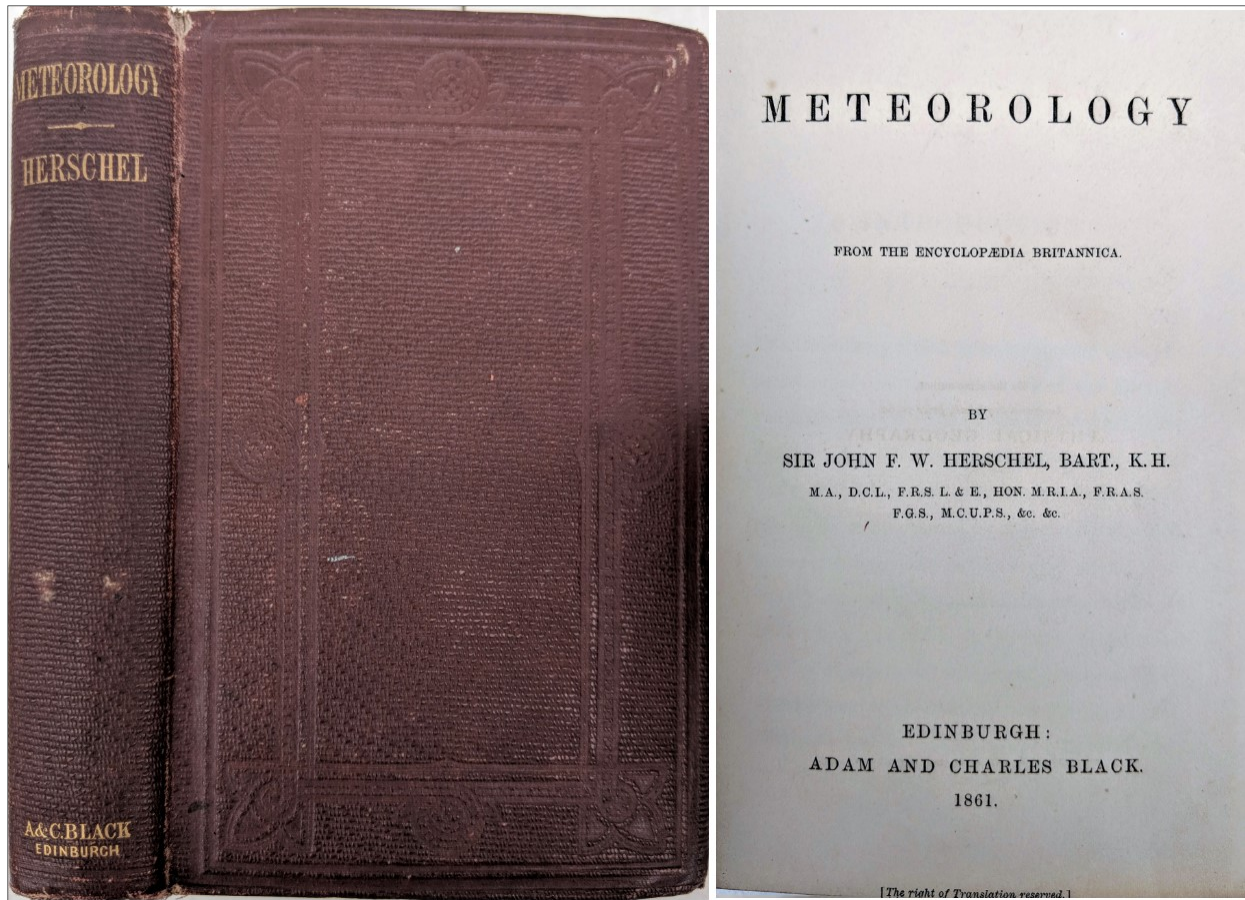 METEOROLOGY
HERSCHEL
A&C.BLACK
EDINBURGH
METEOROLOGY
FROM THE ENCYCLOPÆDIA BRITANNICA.
BY
SIR JOHN F. W. HERSCHEL, BART., K.H.
M.A., D.C.L., F.R.S. L. & E., HON. M.R.I.A., F.R.A.S.
F.G.S., M.C.U.P.S., &c. &c.
EDINBURGH:
ADAM AND CHARLES BLACK.
1861.
[The right of Translation reserved.]